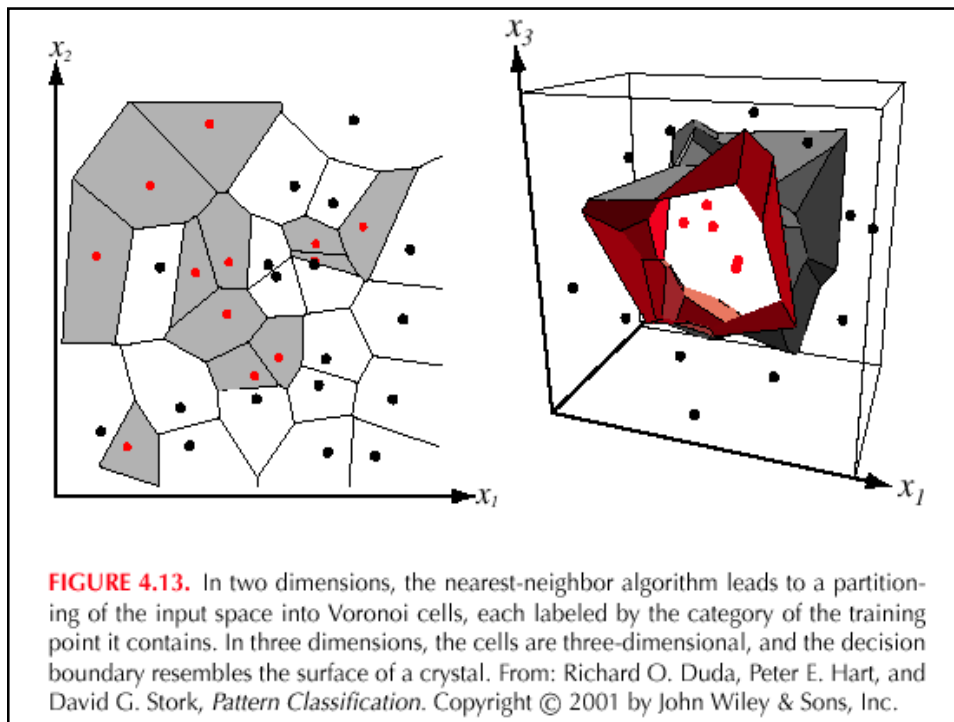 x₂
x₃
x₁
x₁
FIGURE 4.13. In two dimensions, the nearest-neighbor algorithm leads to a partition-
ing of the input space into Voronoi cells, each labeled by the category of the training
point it contains. In three dimensions, the cells are three-dimensional, and the decision
boundary resembles the surface of a crystal. From: Richard O. Duda, Peter E. Hart, and
David G. Stork, Pattern Classification. Copyright © 2001 by John Wiley & Sons, Inc.